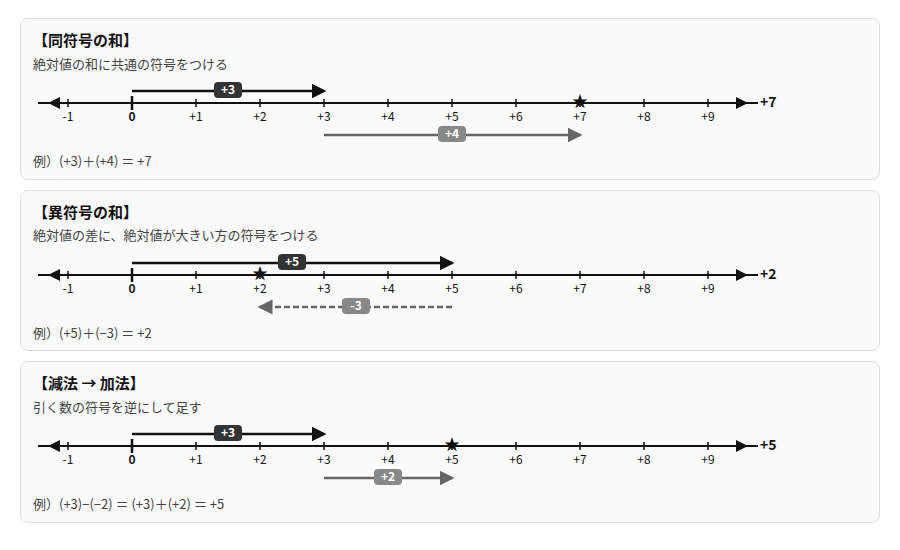 【同符号の和】
絶対値の和に共通の符号をつける
+3
+7
-1 0 +1 +2 +3 +4 +5 +6 +7 +8 +9
+4
例）(+3)＋(+4) ＝ +7
【異符号の和】
絶対値の差に、絶対値が大きい方の符号をつける
+5
+2
-1 0 +1 +2 +3 +4 +5 +6 +7 +8 +9
-3
例）(+5)＋(−3) ＝ +2
【減法 → 加法】
引く数の符号を逆にして足す
+3
+5
-1 0 +1 +2 +3 +4 +5 +6 +7 +8 +9
+2
例）(+3)−(−2) ＝ (+3)＋(+2) ＝ +5